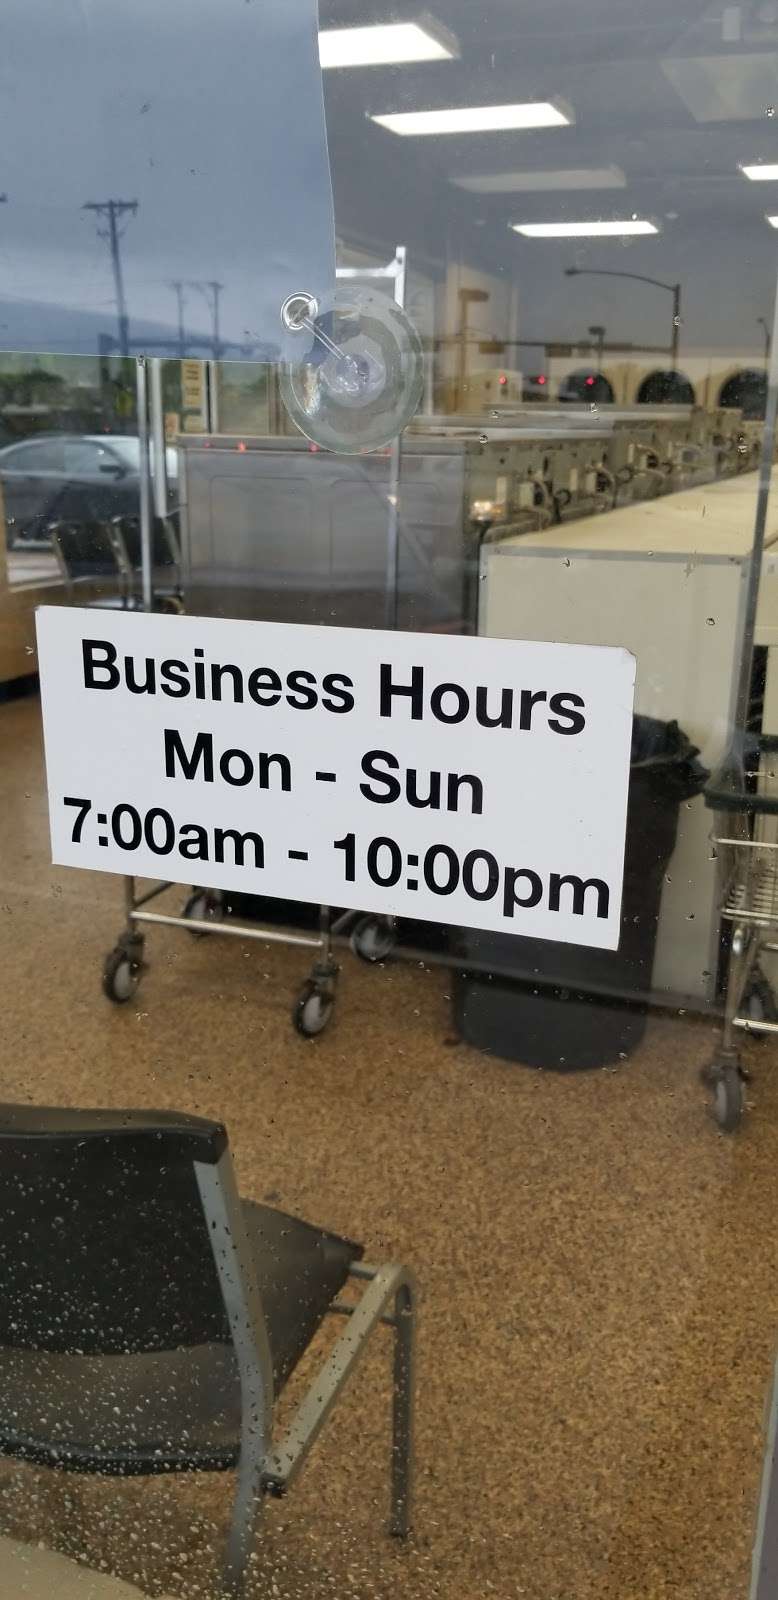 Business Hours
Mon - Sun
7:00am - 10:00pm